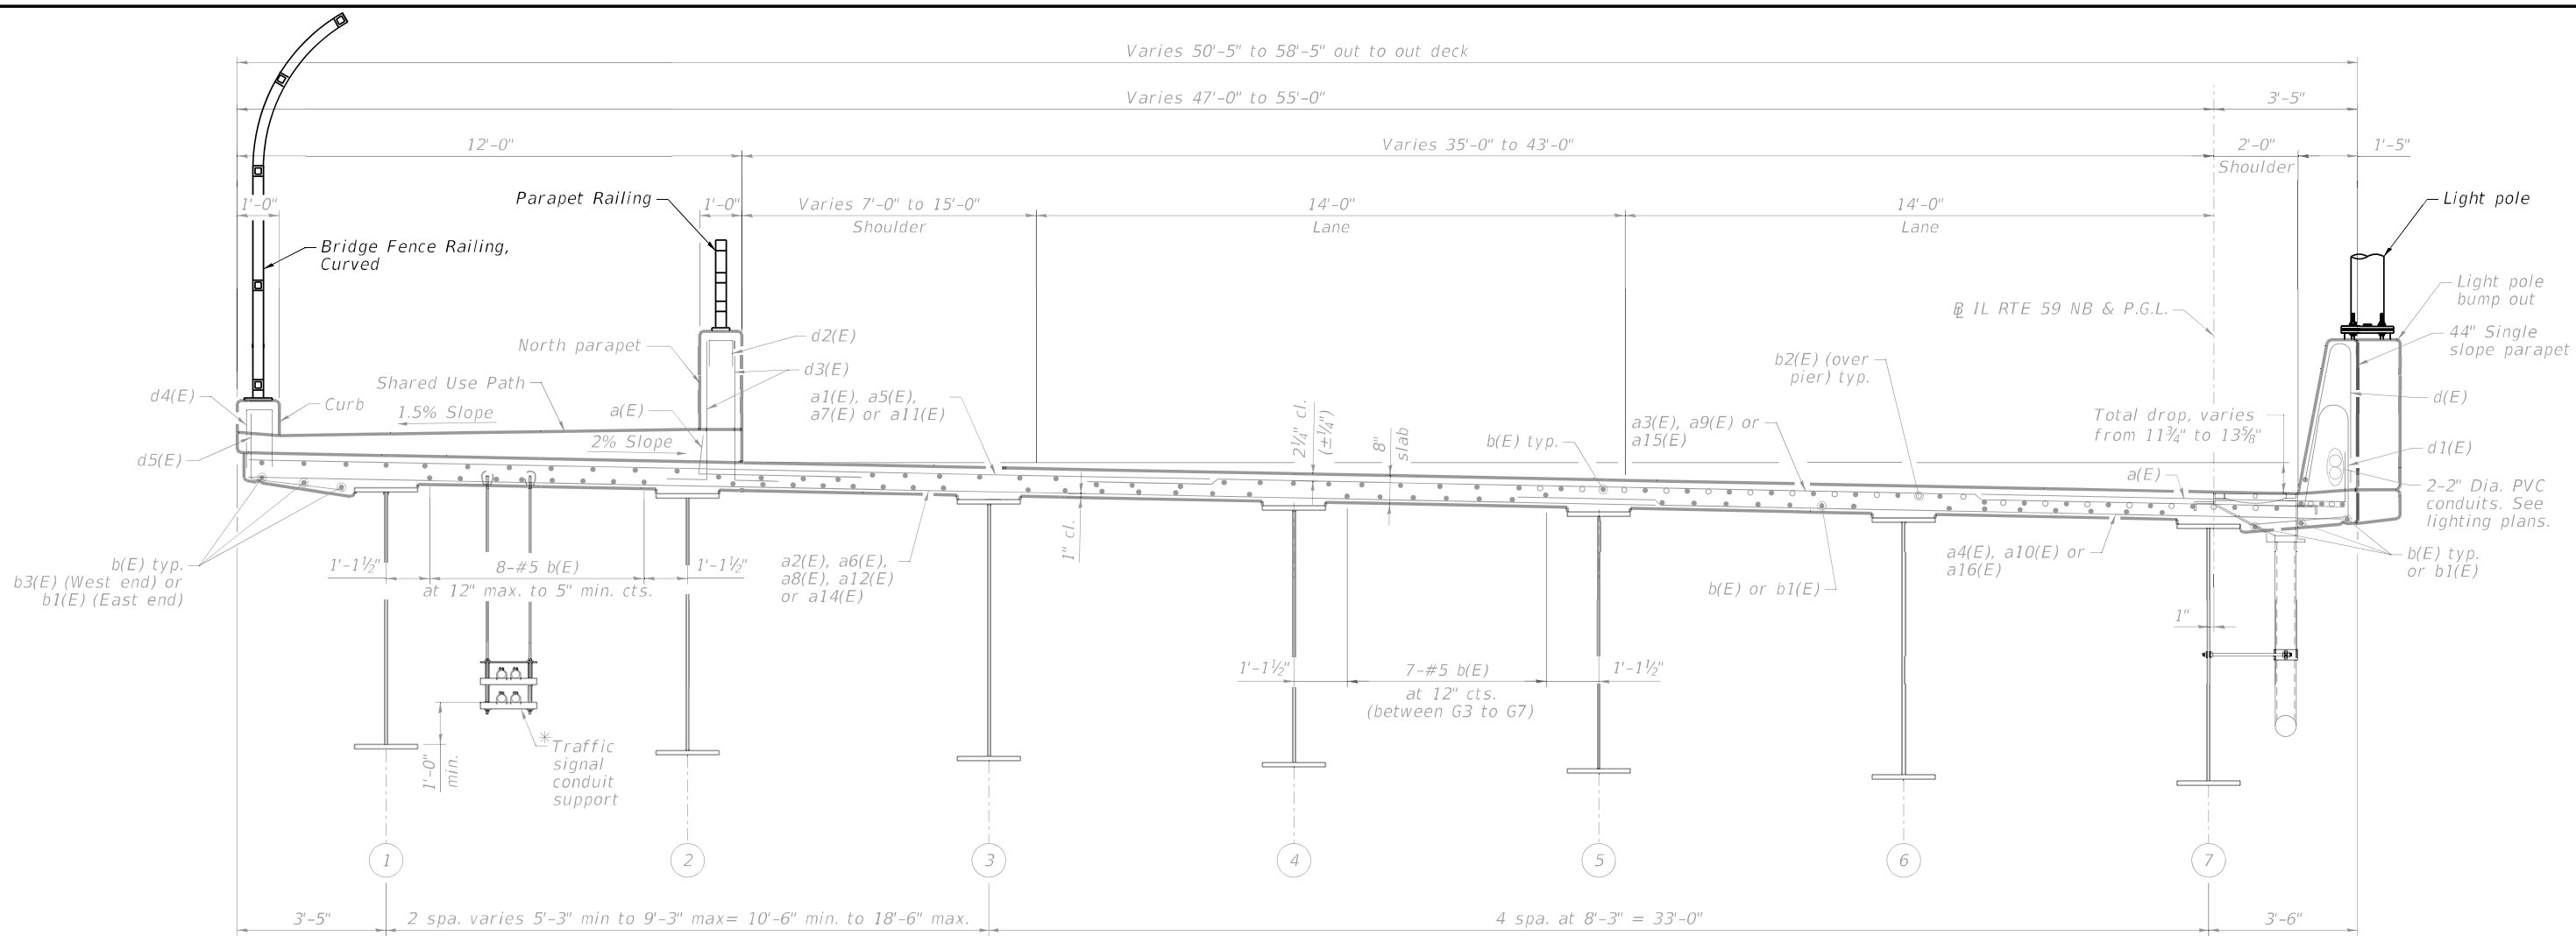 Varies 50'-5" to 58'-5" out to out deck
Varies 47'-0" to 55'-0"
3'-5"
12'-0"
Varies 35'-0" to 43'-0"
2'-0"
Shoulder
1'-5"
Parapet Railing
Light pole
1'-0"
1'-0"
Varies 7'-0" to 15'-0"
Shoulder
14'-0"
Lane
14'-0"
Lane
Bridge Fence Railing,
Curved
Light pole
bump out
℄ IL RTE 59 NB & P.G.L.
44" Single
slope parapet
d2(E)
North parapet
d3(E)
b2(E) (over
pier) typ.
Shared Use Path
d4(E)
Curb
1.5% Slope
a(E)
a1(E), a5(E),
a7(E) or a11(E)
2¼" cl.
(±¼")
8"
slab
a3(E), a9(E) or
a15(E)
d(E)
Total drop, varies
from 11¾" to 13⅝"
2% Slope
b(E) typ.
d5(E)
d1(E)
a(E)
2-2" Dia. PVC
conduits. See
lighting plans.
1" cl.
b(E) typ.
b3(E) (West end) or
b1(E) (East end)
1'-1½"
8-#5 b(E)
at 12" max. to 5" min. cts.
1'-1½"
a2(E), a6(E),
a8(E), a12(E)
or a14(E)
b(E) or b1(E)
a4(E), a10(E) or
a16(E)
b(E) typ.
or b1(E)
1"
1'-1½"
7-#5 b(E)
at 12" cts.
(between G3 to G7)
1'-1½"
1'-0"
min.
*Traffic
signal
conduit
support
1
2
3
4
5
6
7
3'-5"
2 spa. varies 5'-3" min to 9'-3" max= 10'-6" min. to 18'-6" max.
4 spa. at 8'-3" = 33'-0"
3'-6"